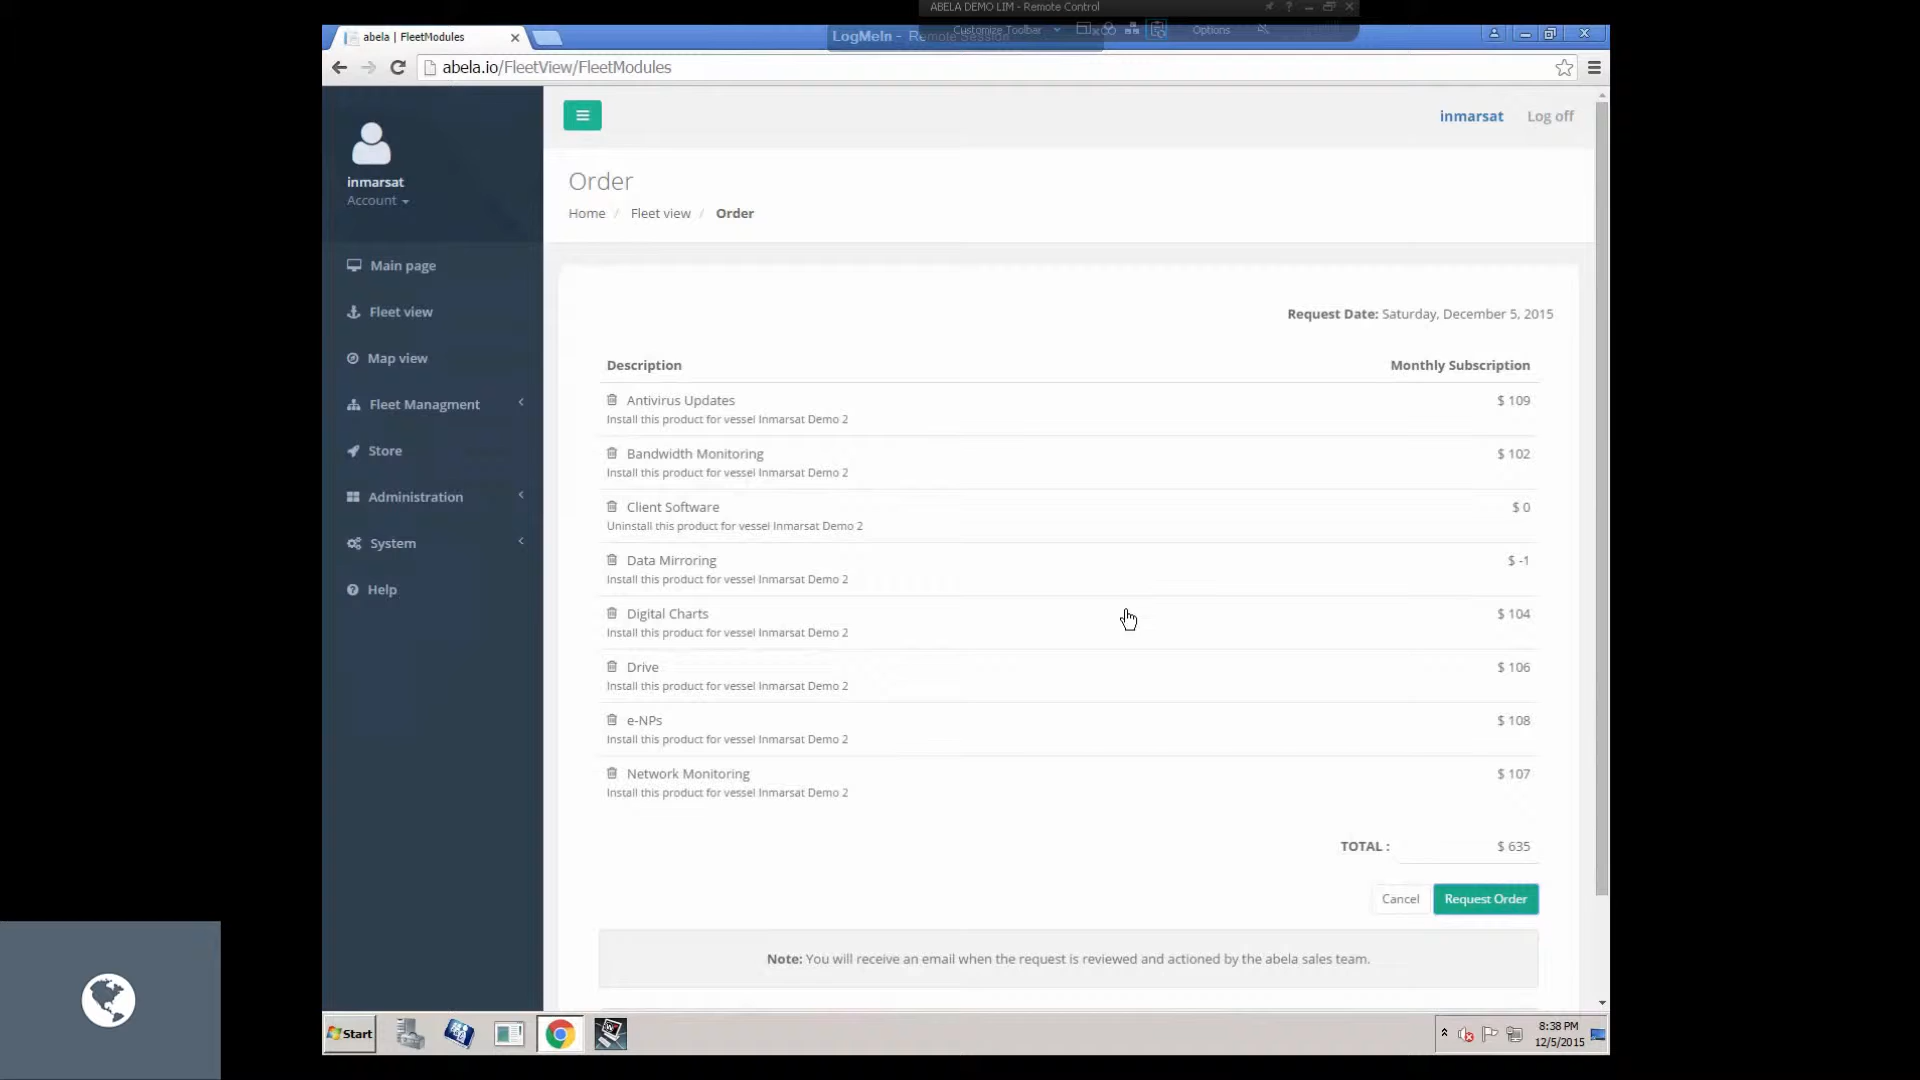 ABELA DEMO LIM - Remote Control
abela | FleetModules
LogMeIn - Remote Session
Customize Toolbar
Options
abela.io/FleetView/FleetModules
inmarsat
Account
inmarsat
Log off
Order
Home / Fleet view / Order
Main page
Fleet view
Map view
Fleet Managment
Store
Administration
System
Help
Request Date: Saturday, December 5, 2015
Description
Monthly Subscription
Antivirus Updates
$ 109
Install this product for vessel Inmarsat Demo 2
Bandwidth Monitoring
$ 102
Install this product for vessel Inmarsat Demo 2
Client Software
$ 0
Uninstall this product for vessel Inmarsat Demo 2
Data Mirroring
$ -1
Install this product for vessel Inmarsat Demo 2
Digital Charts
$ 104
Install this product for vessel Inmarsat Demo 2
Drive
$ 106
Install this product for vessel Inmarsat Demo 2
e-NPs
$ 108
Install this product for vessel Inmarsat Demo 2
Network Monitoring
$ 107
Install this product for vessel Inmarsat Demo 2
TOTAL :
$ 635
Cancel
Request Order
Note: You will receive an email when the request is reviewed and actioned by the abela sales team.
Start
8:38 PM
12/5/2015